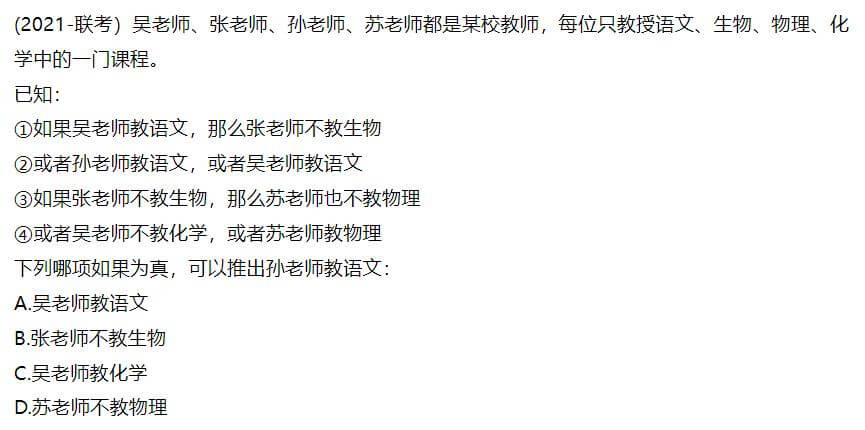 (2021-联考）吴老师、张老师、孙老师、苏老师都是某校教师，每位只教授语文、生物、物理、化
学中的一门课程。
已知：
①如果吴老师教语文，那么张老师不教生物
②或者孙老师教语文，或者吴老师教语文
③如果张老师不教生物，那么苏老师也不教物理
④或者吴老师不教化学，或者苏老师教物理
下列哪项如果为真，可以推出孙老师教语文：
A.吴老师教语文
B.张老师不教生物
C.吴老师教化学
D.苏老师不教物理